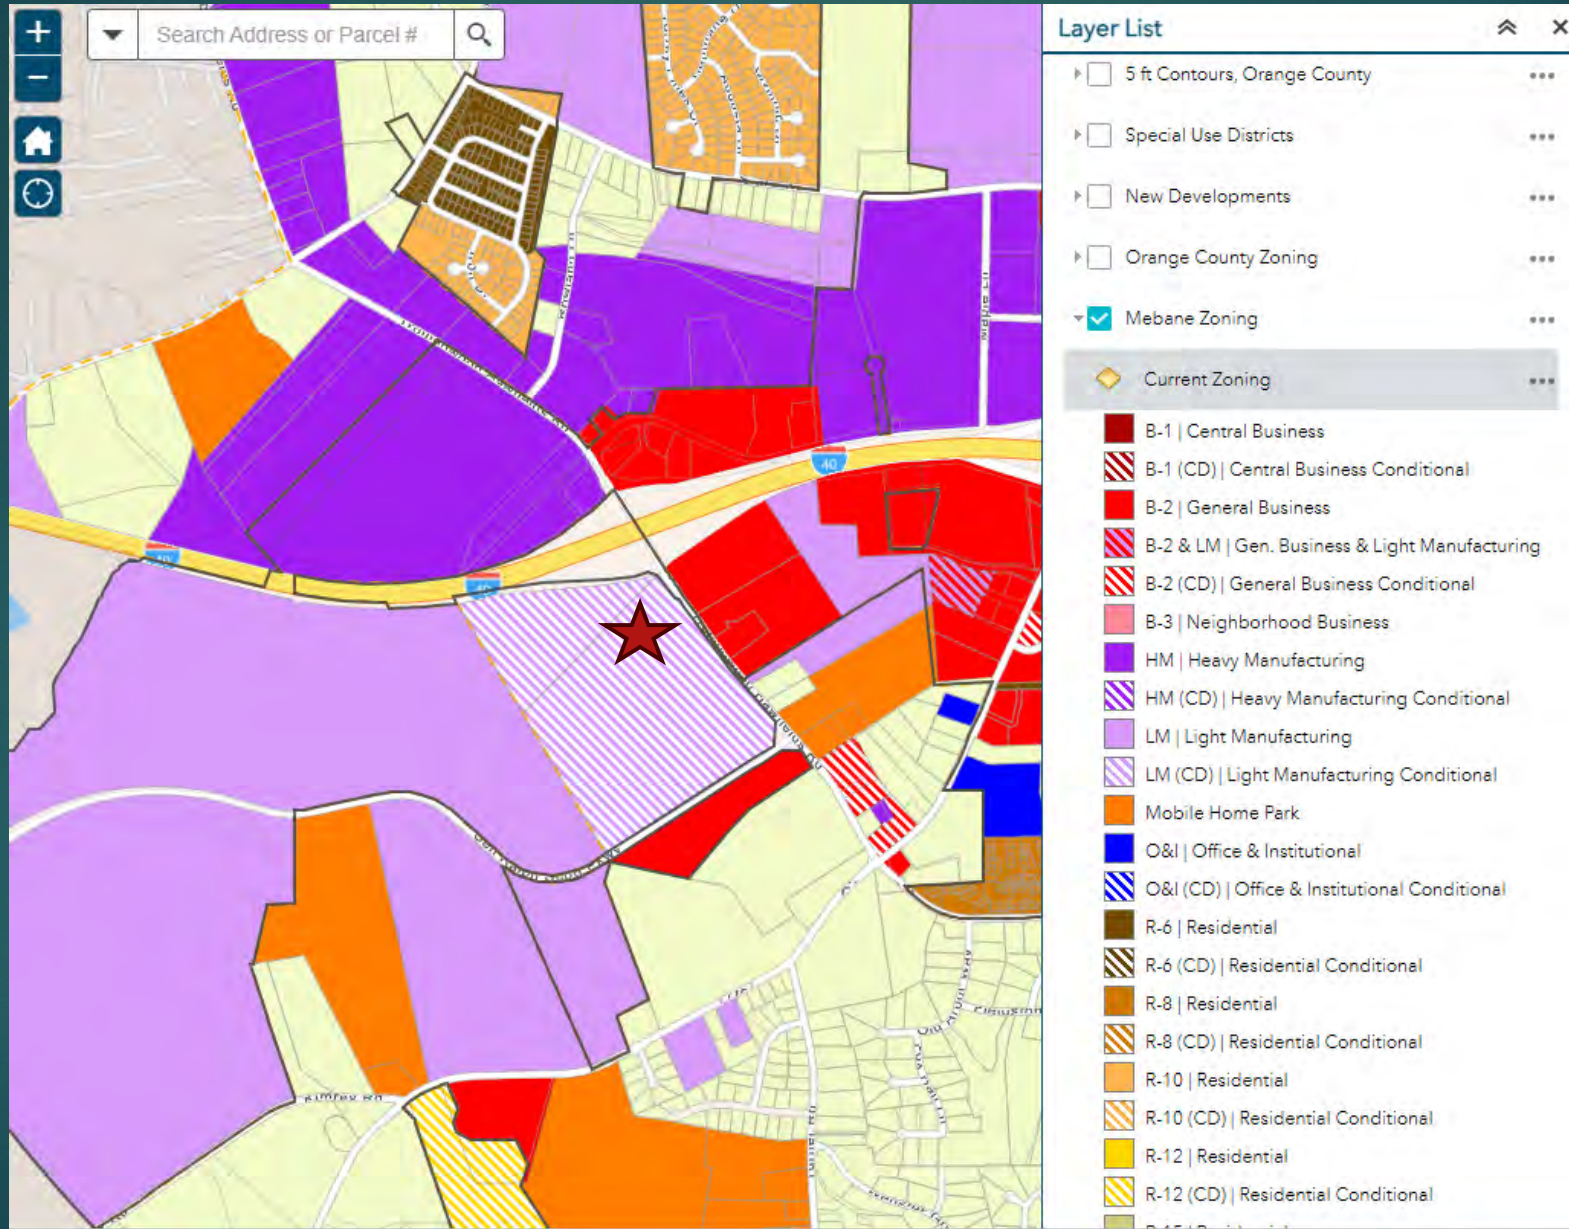 +
Search Address or Parcel #
−
Layer List
5 ft Contours, Orange County
Special Use Districts
New Developments
Orange County Zoning
Mebane Zoning
Current Zoning
B-1 | Central Business
B-1 (CD) | Central Business Conditional
B-2 | General Business
B-2 & LM | Gen. Business & Light Manufacturing
B-2 (CD) | General Business Conditional
B-3 | Neighborhood Business
HM | Heavy Manufacturing
HM (CD) | Heavy Manufacturing Conditional
LM | Light Manufacturing
LM (CD) | Light Manufacturing Conditional
Mobile Home Park
O&I | Office & Institutional
O&I (CD) | Office & Institutional Conditional
R-6 | Residential
R-6 (CD) | Residential Conditional
R-8 | Residential
R-8 (CD) | Residential Conditional
R-10 | Residential
R-10 (CD) | Residential Conditional
R-12 | Residential
R-12 (CD) | Residential Conditional
40
40